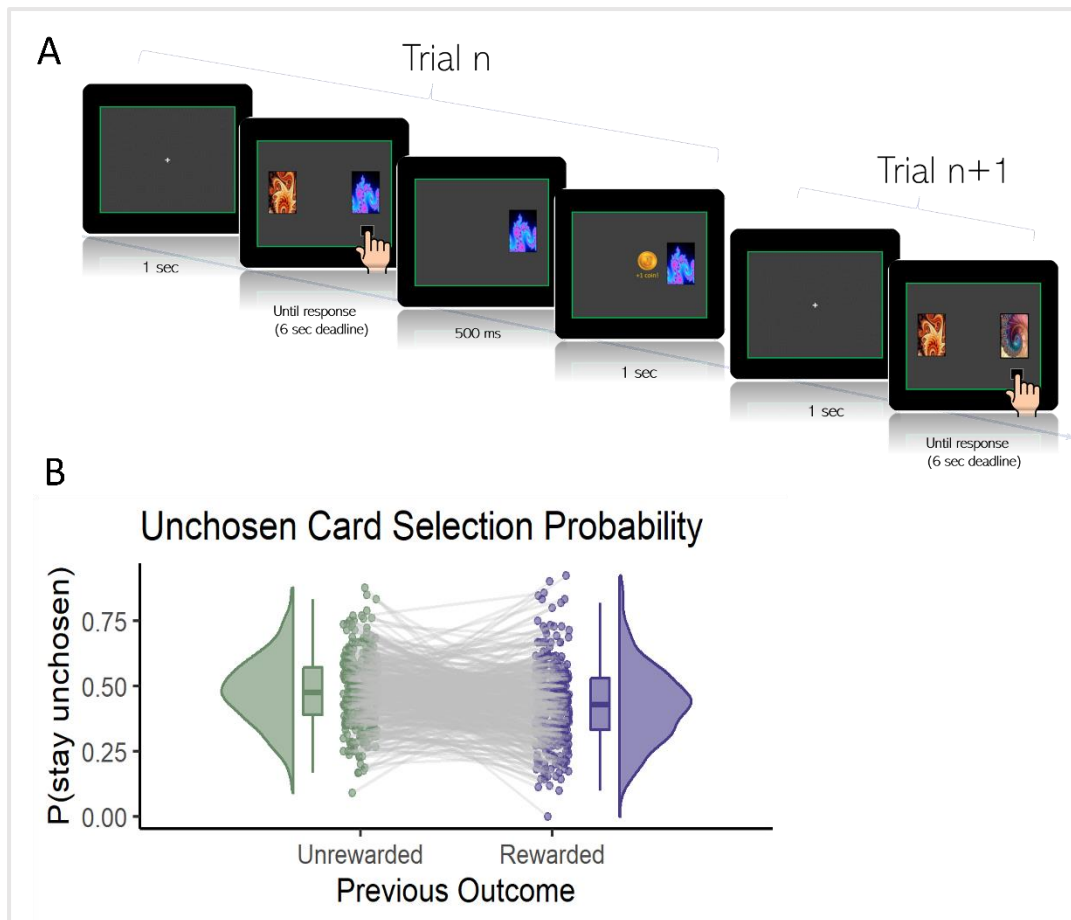 A
Trial n
Trial n+1
+1 coin!
1 sec
Until response
(6 sec deadline)
500 ms
1 sec
1 sec
Until response
(6 sec deadline)
B
Unchosen Card Selection Probability
P(stay unchosen)
0.75
0.50
0.25
0.00
Unrewarded
Rewarded
Previous Outcome